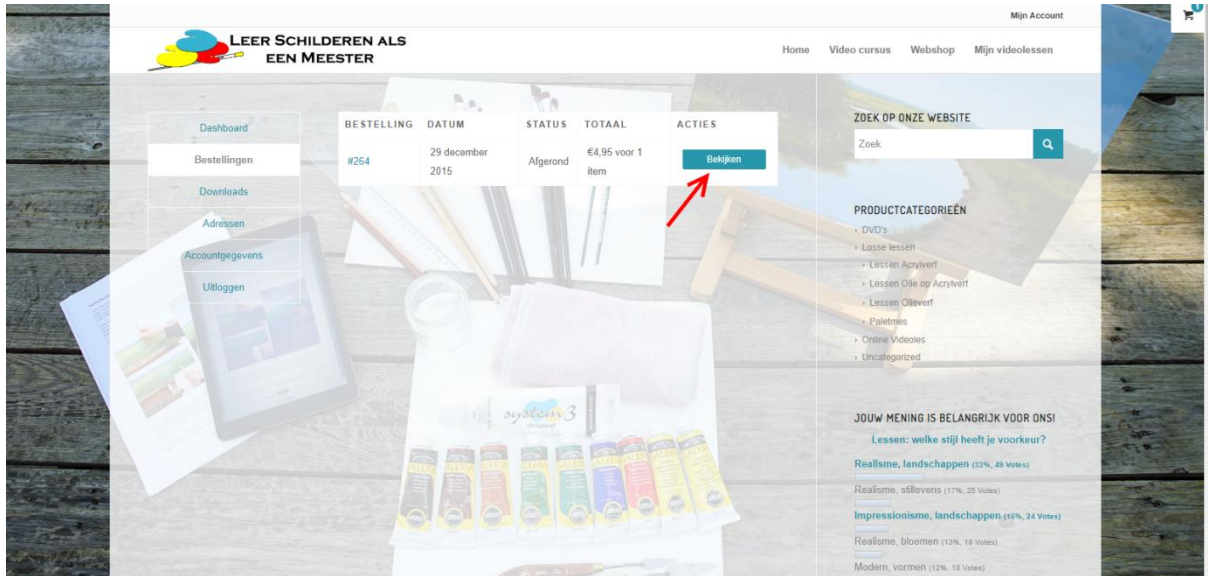 Mijn Account
1
LEER SCHILDEREN ALS
EEN MEESTER
Home Video cursus Webshop Mijn videolessen
Dashboard
Bestellingen
Downloads
Adressen
Accountgegevens
Uitloggen
BESTELLING DATUM STATUS TOTAAL ACTIES
#264 29 december 2015 Afgerond €4,95 voor 1 item Bekijken
ZOEK OP ONZE WEBSITE
Zoek
PRODUCTCATEGORIEËN
› DVD's
› Losse lessen
› Lessen Acrylverf
› Lessen Olie op Acrylverf
› Lessen Olieverf
› Paletmes
› Online Videoles
› Uncategorized
JOUW MENING IS BELANGRIJK VOOR ONS!
Lessen: welke stijl heeft je voorkeur?
Realisme, landschappen (33%, 49 Votes)
Realisme, stillevens (17%, 25 Votes)
Impressionisme, landschappen (16%, 24 Votes)
Realisme, bloemen (13%, 19 Votes)
Modern, vormen (12%, 18 Votes)
system 3
Original